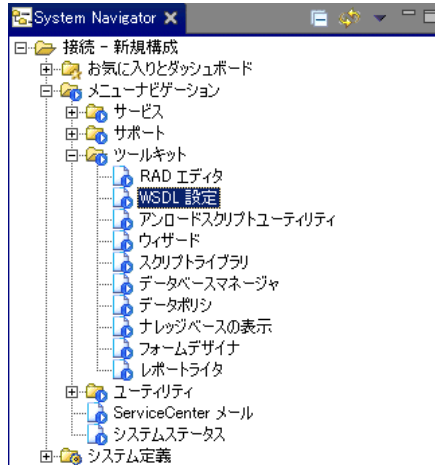 System Navigator
接続 - 新規構成
お気に入りとダッシュボード
メニューナビゲーション
サービス
サポート
ツールキット
RAD エディタ
WSDL 設定
アンロードスクリプトユーティリティ
ウィザード
スクリプトライブラリ
データベースマネージャ
データポリシ
ナレッジベースの表示
フォームデザイナ
レポートライタ
ユーティリティ
ServiceCenter メール
システムステータス
システム定義